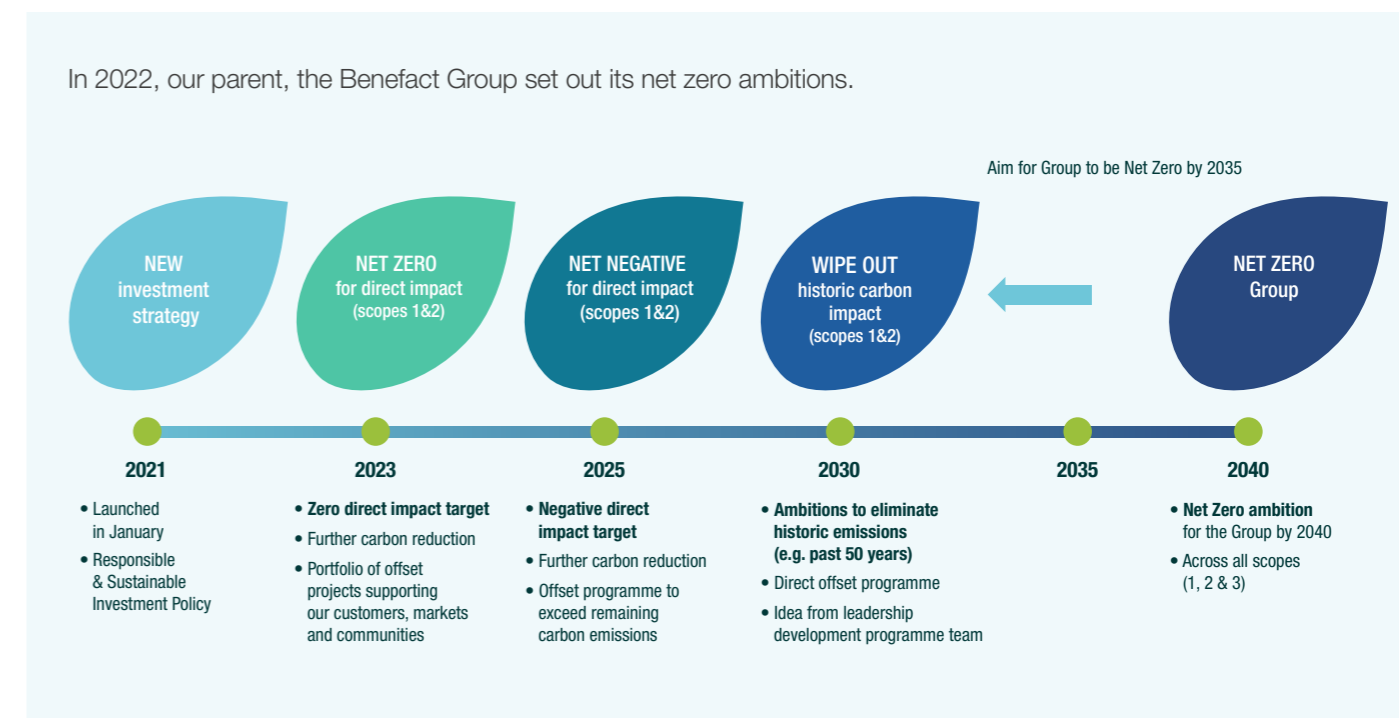 In 2022, our parent, the Benefact Group set out its net zero ambitions.
Aim for Group to be Net Zero by 2035
NEW
investment
strategy
NET ZERO
for direct impact
(scopes 1&2)
NET NEGATIVE
for direct impact
(scopes 1&2)
WIPE OUT
historic carbon
impact
(scopes 1&2)
NET ZERO
Group
2021
• Launched
in January
• Responsible
& Sustainable
Investment Policy
2023
• Zero direct impact target
• Further carbon reduction
• Portfolio of offset
projects supporting
our customers, markets
and communities
2025
• Negative direct
impact target
• Further carbon reduction
• Offset programme to
exceed remaining
carbon emissions
2030
• Ambitions to eliminate
historic emissions
(e.g. past 50 years)
• Direct offset programme
• Idea from leadership
development programme team
2035
2040
• Net Zero ambition
for the Group by 2040
• Across all scopes
(1, 2 & 3)